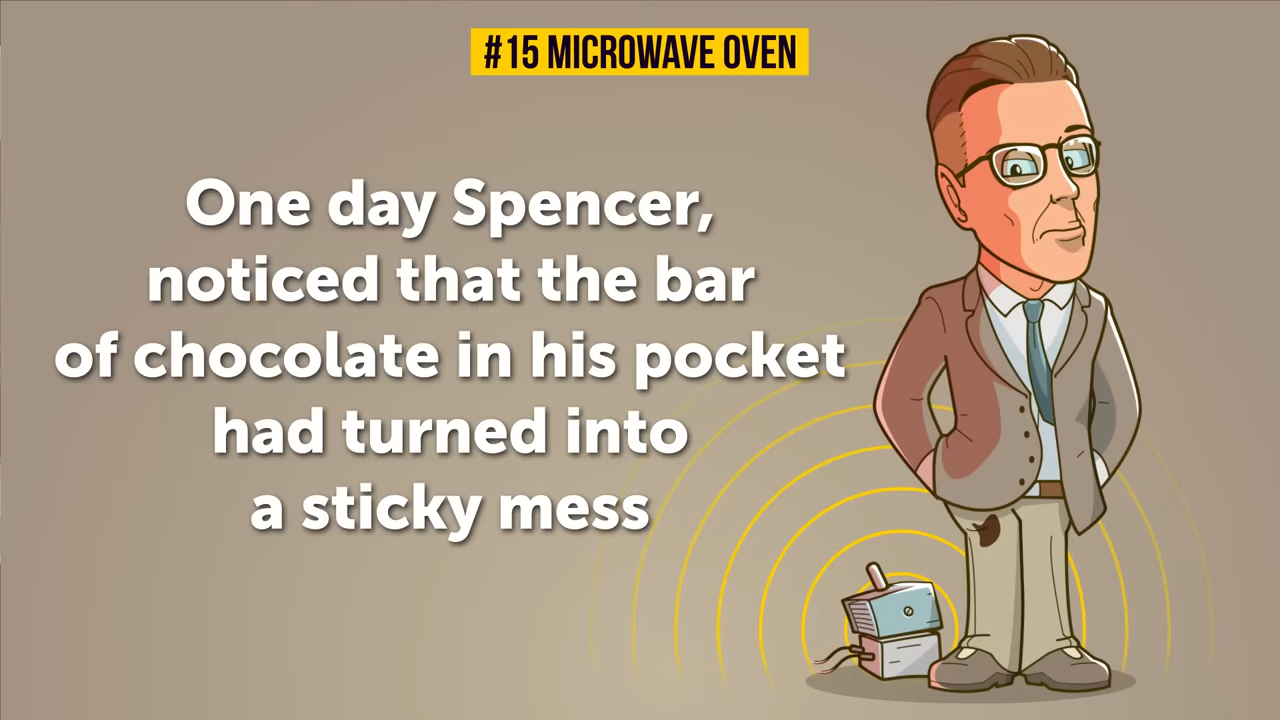 #15 MICROWAVE OVEN
One day Spencer,
noticed that the bar
of chocolate in his pocket
had turned into
a sticky mess